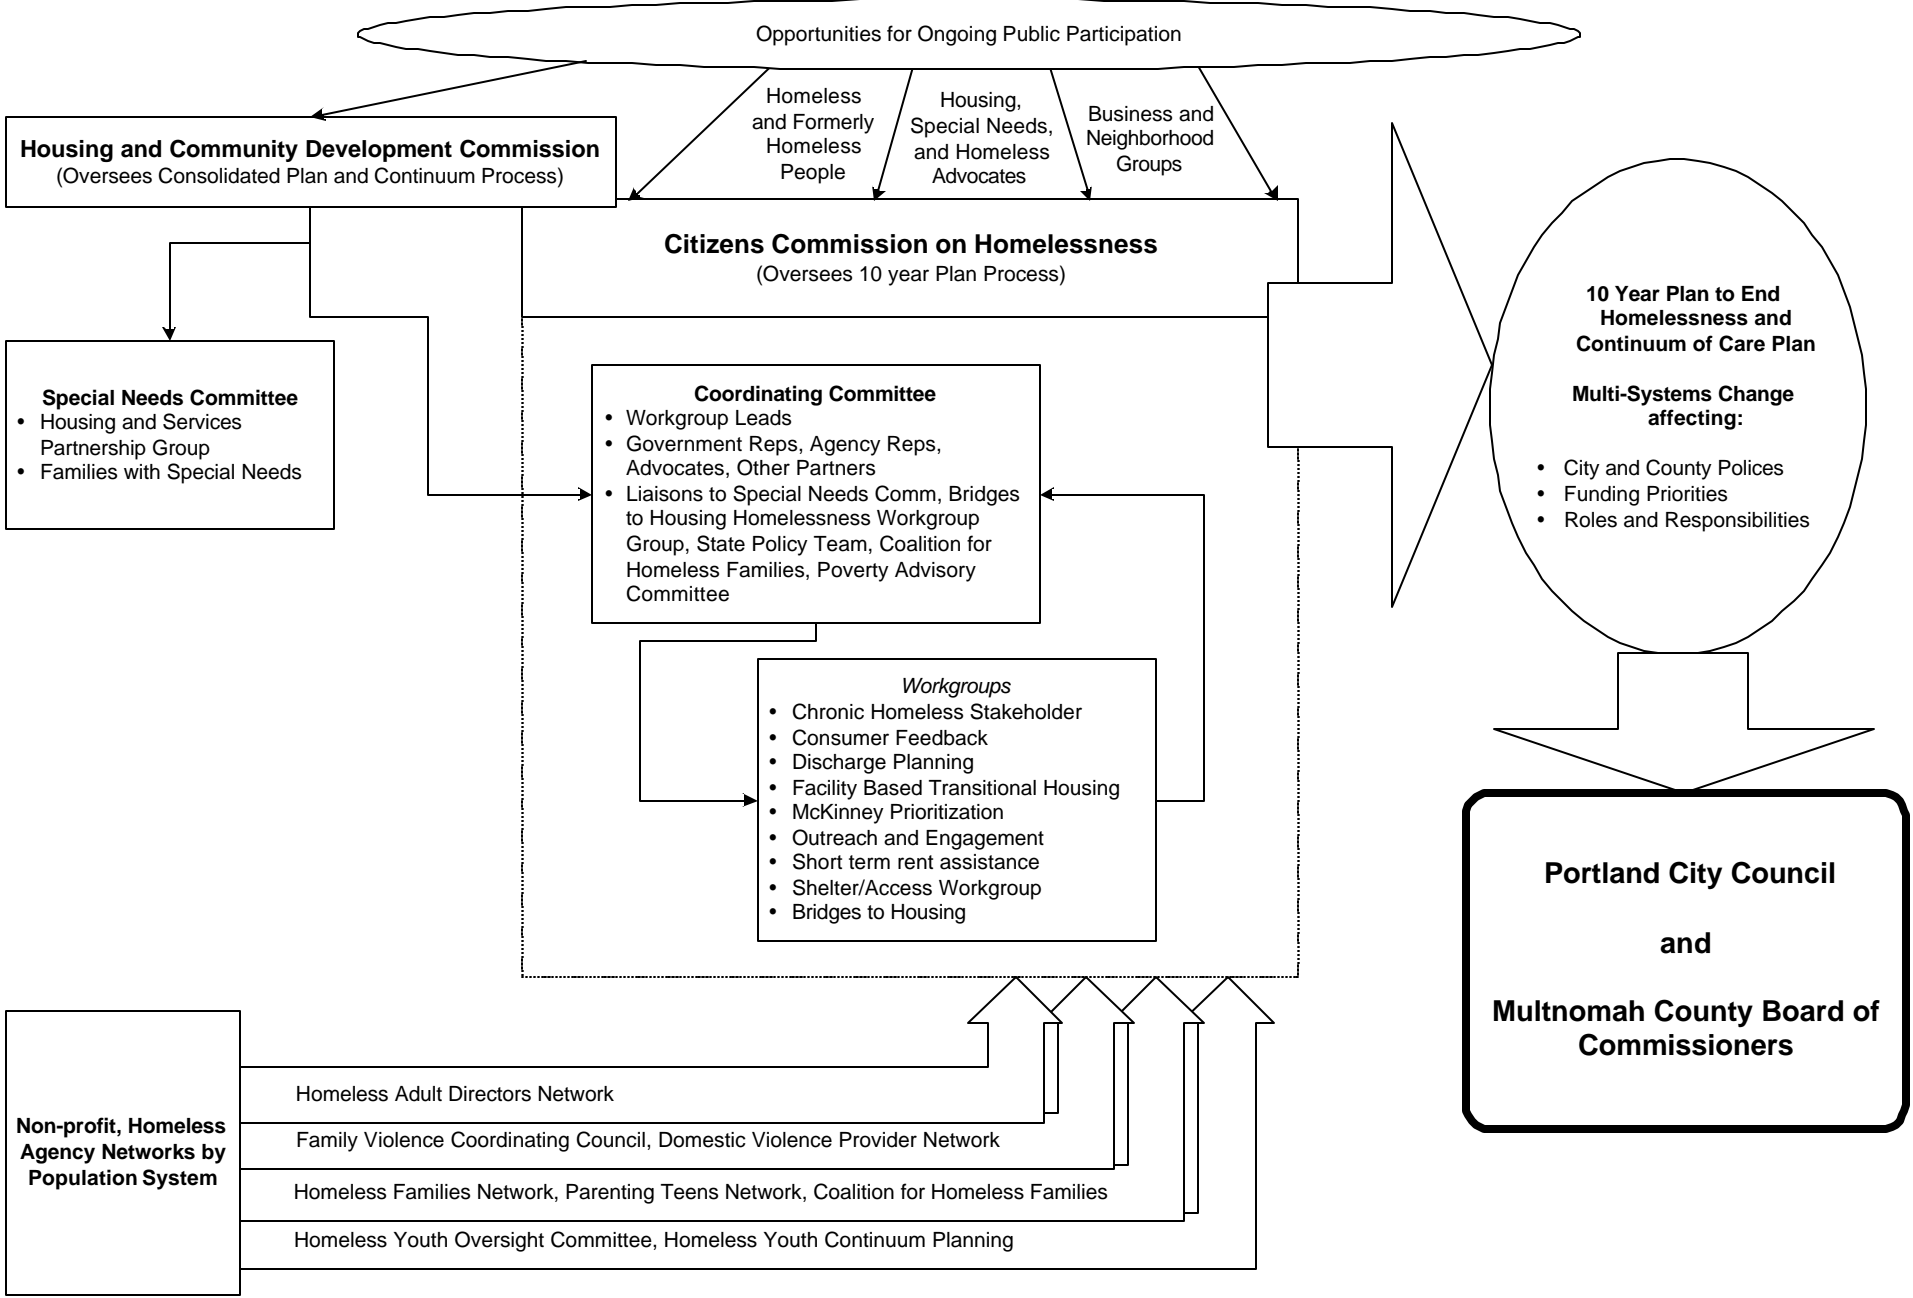 Opportunities for Ongoing Public Participation
Homeless
and Formerly
Homeless
People
Housing,
Special Needs,
and Homeless
Advocates
Business and
Neighborhood
Groups
Housing and Community Development Commission
(Oversees Consolidated Plan and Continuum Process)
Citizens Commission on Homelessness
(Oversees 10 year Plan Process)
Special Needs Committee
• Housing and Services
Partnership Group
• Families with Special Needs
Coordinating Committee
• Workgroup Leads
• Government Reps, Agency Reps,
Advocates, Other Partners
• Liaisons to Special Needs Comm, Bridges
to Housing Homelessness Workgroup
Group, State Policy Team, Coalition for
Homeless Families, Poverty Advisory
Committee
Workgroups
• Chronic Homeless Stakeholder
• Consumer Feedback
• Discharge Planning
• Facility Based Transitional Housing
• McKinney Prioritization
• Outreach and Engagement
• Short term rent assistance
• Shelter/Access Workgroup
• Bridges to Housing
10 Year Plan to End
Homelessness and
Continuum of Care Plan
Multi-Systems Change
affecting:
• City and County Polices
• Funding Priorities
• Roles and Responsibilities
Portland City Council
and
Multnomah County Board of
Commissioners
Non-profit, Homeless
Agency Networks by
Population System
Homeless Adult Directors Network
Family Violence Coordinating Council, Domestic Violence Provider Network
Homeless Families Network, Parenting Teens Network, Coalition for Homeless Families
Homeless Youth Oversight Committee, Homeless Youth Continuum Planning